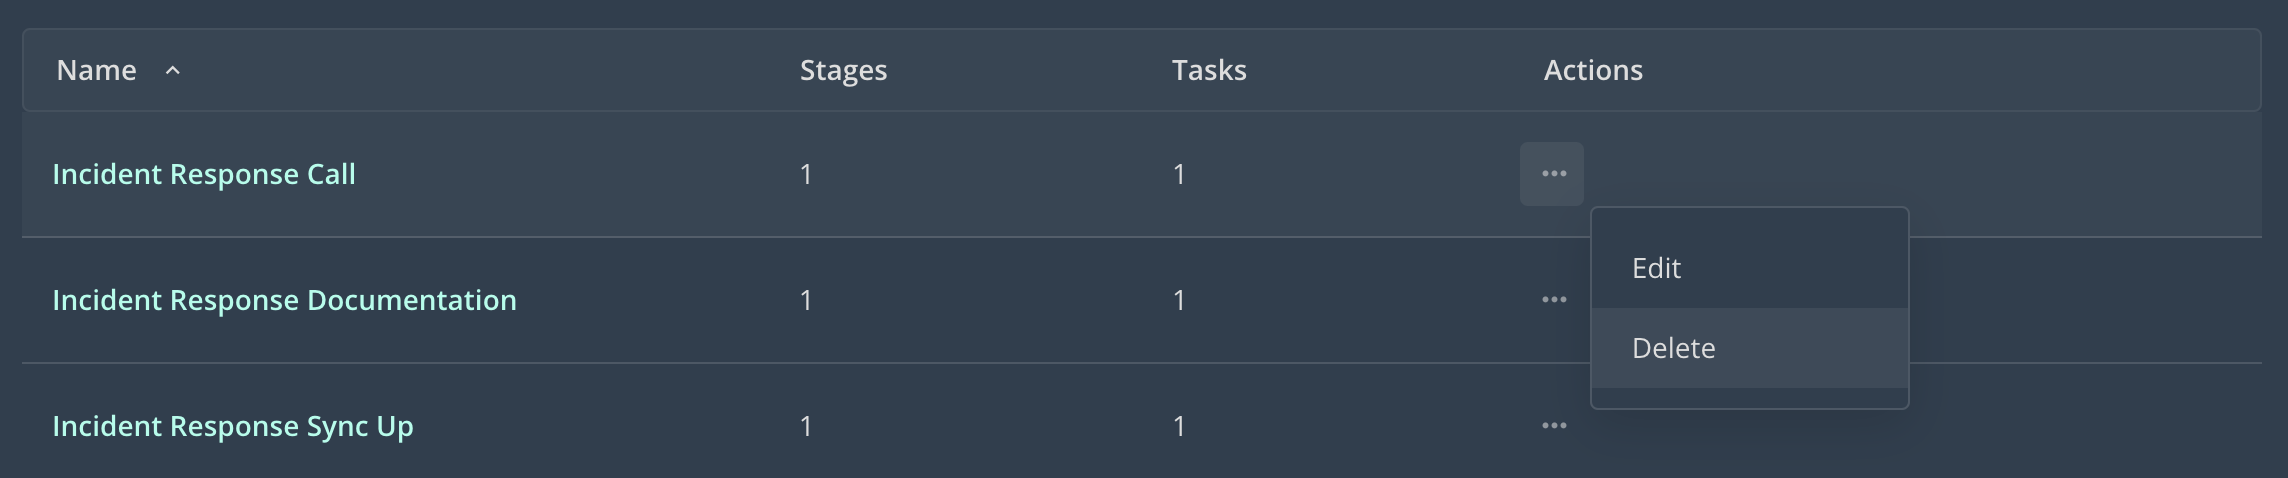 Name Stages Tasks Actions
Incident Response Call 1 1
Edit
Incident Response Documentation 1 1
Delete
Incident Response Sync Up 1 1